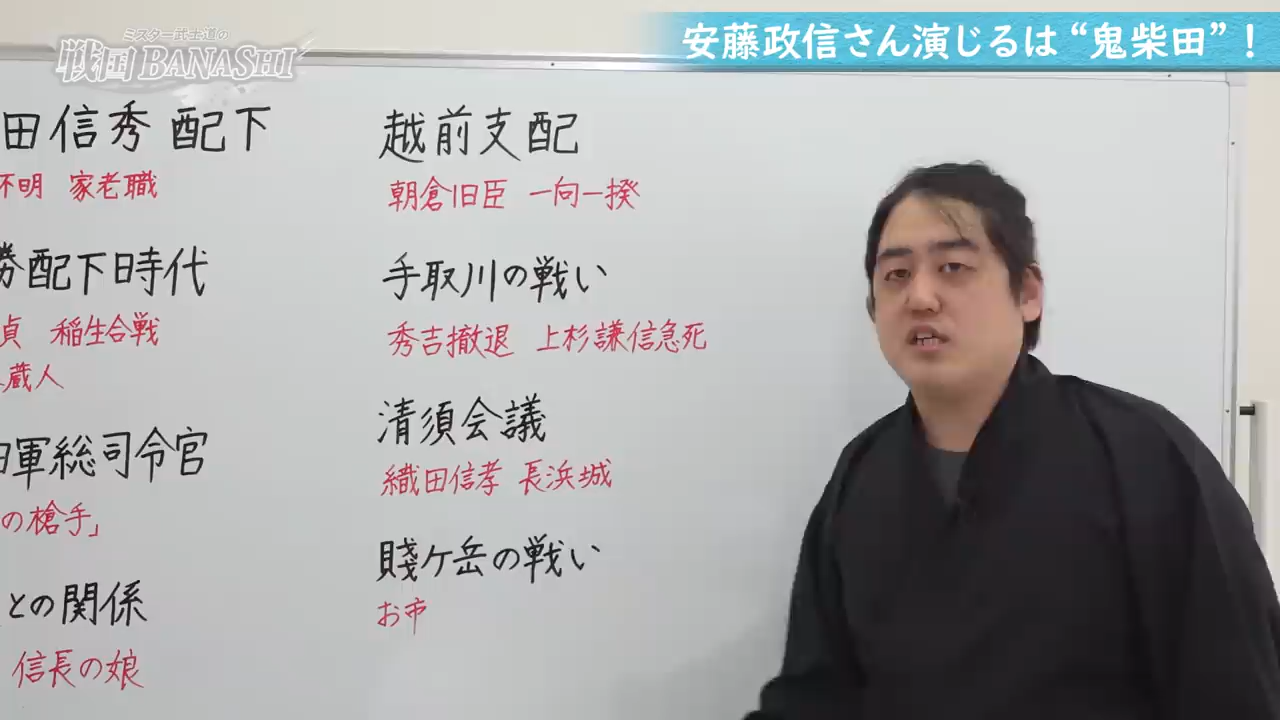 ミスター武士道の
戦国BANASHI
安藤政信さん演じるは“鬼柴田”！
田信秀 配下
不明 家老職
勝配下時代
貞 稲生合戦
蔵人
田軍総司令官
の槍手」
との関係
信長の娘
越前支配
朝倉旧臣 一向一揆
手取川の戦い
秀吉撤退 上杉謙信急死
清須会議
織田信孝 長浜城
賤ケ岳の戦い
お市